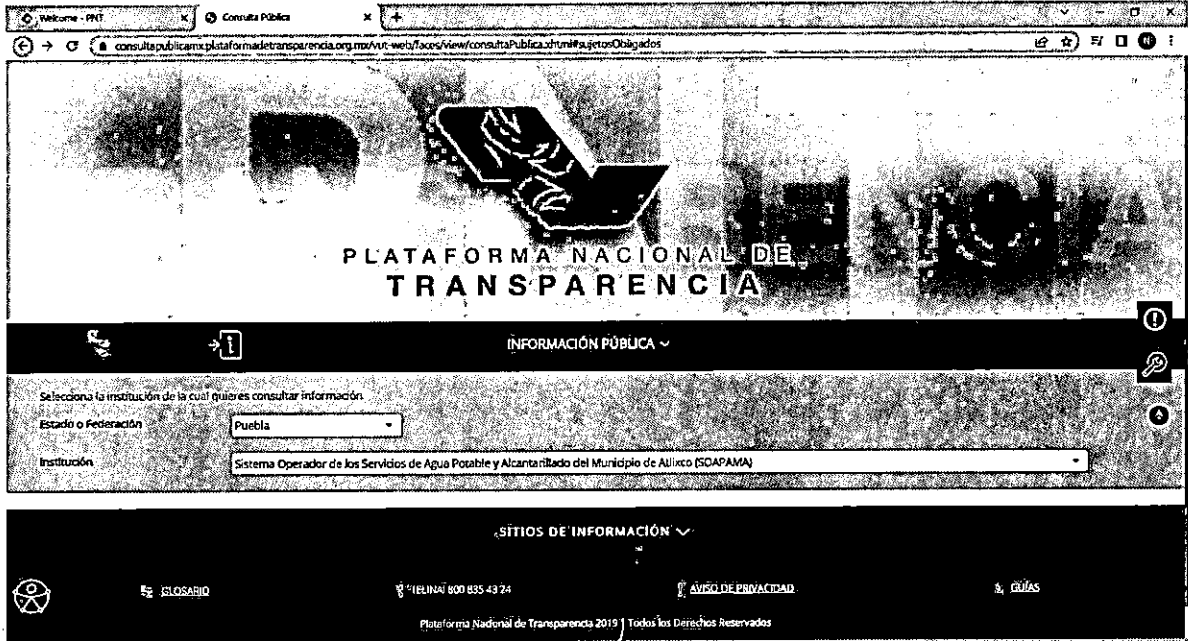 Welcome - PNT
Consulta Pública
consultapublicamx.plataformadetransparencia.org.mx/vut-web/faces/view/consultaPublica.xhtml#sujetosObligados
PLATAFORMA NACIONAL DE
TRANSPARENCIA
INFORMACIÓN PÚBLICA
Selecciona la institución de la cual quieres consultar información
Estado o Federación
Puebla
Institución
Sistema Operador de los Servicios de Agua Potable y Alcantarillado del Municipio de Atlixco (SOAPAMA)
SITIOS DE INFORMACIÓN
GLOSARIO
TELINAI 800 835 43 24
AVISO DE PRIVACIDAD
GUÍAS
Plataforma Nacional de Transparencia 2019 | Todos los Derechos Reservados